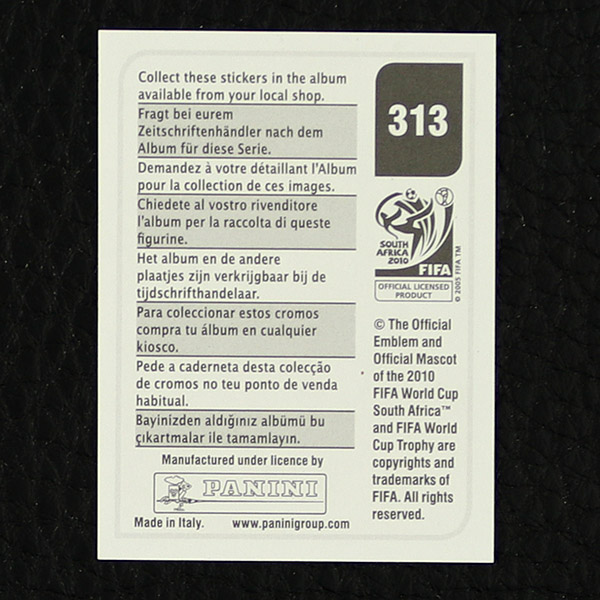 Collect these stickers in the album
available from your local shop.
Fragt bei eurem
Zeitschriftenhändler nach dem
Album für diese Serie.
Demandez à votre détaillant l'Album
pour la collection de ces images.
Chiedete al vostro rivenditore
l'album per la raccolta di queste
figurine.
Het album en de andere
plaatjes zijn verkrijgbaar bij de
tijdschrifthandelaar.
Para coleccionar estos cromos
compra tu álbum en cualquier
kiosco.
Pede a caderneta desta colecção
de cromos no teu ponto de venda
habitual.
Bayinizden aldığınız albümü bu
çıkartmalar ile tamamlayın.
Manufactured under licence by
PANINI
Made in Italy. www.paninigroup.com
313
SOUTH
AFRICA
2010
FIFA
OFFICIAL LICENSED
PRODUCT
© 2005 FIFA TM
© The Official
Emblem and
Official Mascot
of the 2010
FIFA World Cup
South Africa™
and FIFA World
Cup Trophy are
copyrights and
trademarks of
FIFA. All rights
reserved.